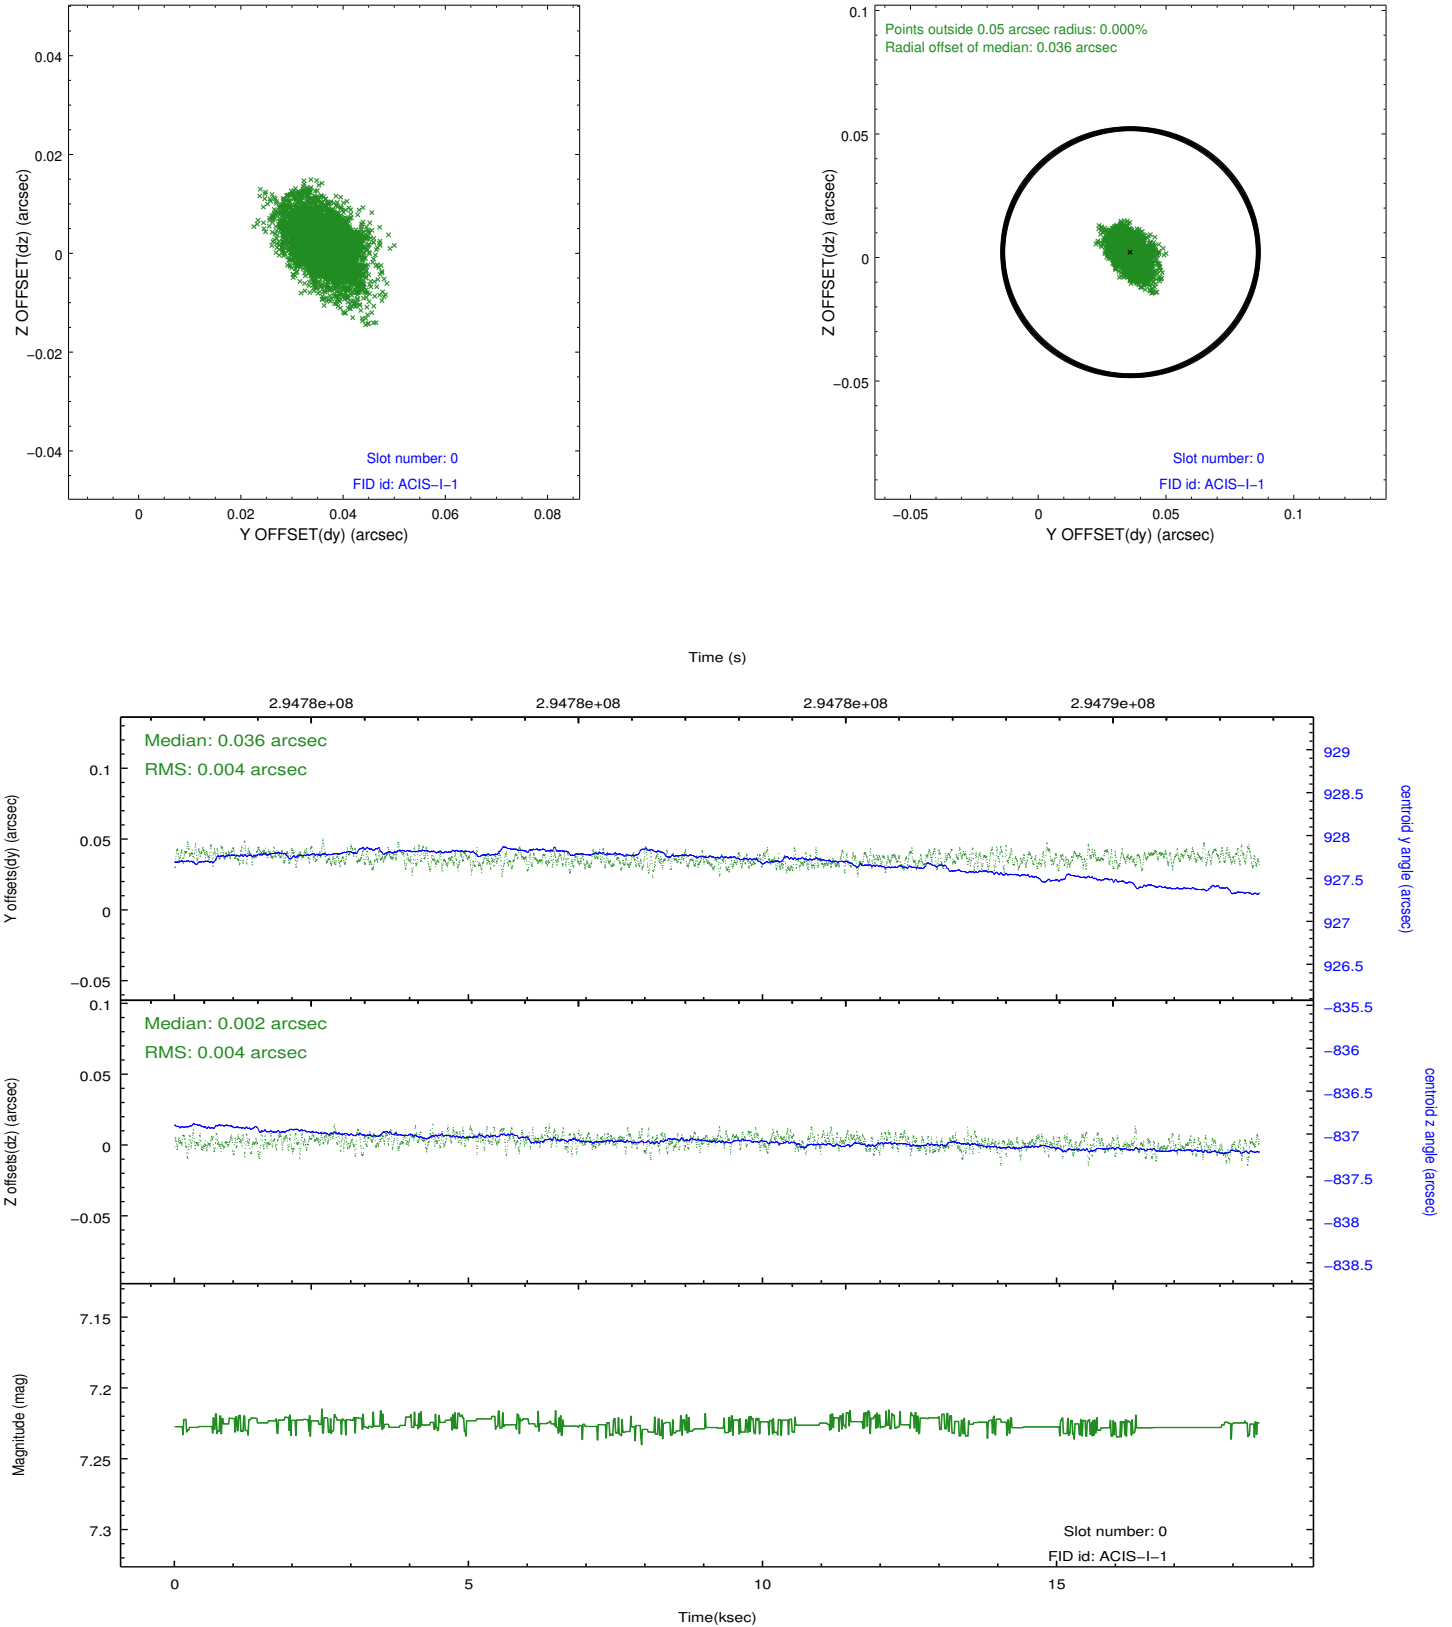 0.04
0.02
0
−0.02
−0.04
Z OFFSET(dz) (arcsec)
Slot number: 0
FID id: ACIS−I−1
0
0.02
0.04
0.06
0.08
Y OFFSET(dy) (arcsec)
Points outside 0.05 arcsec radius: 0.000%
Radial offset of median: 0.036 arcsec
0.1
0.05
0
−0.05
Z OFFSET(dz) (arcsec)
Slot number: 0
FID id: ACIS−I−1
−0.05
0
0.05
0.1
Y OFFSET(dy) (arcsec)
Time (s)
2.9478e+08
2.9478e+08
2.9478e+08
2.9479e+08
Median: 0.036 arcsec
RMS: 0.004 arcsec
0.1
0.05
0
−0.05
Y offsets(dy) (arcsec)
929
928.5
928
927.5
927
926.5
centroid y angle (arcsec)
Median: 0.002 arcsec
RMS: 0.004 arcsec
0.1
0.05
0
−0.05
Z offsets(dz) (arcsec)
−835.5
−836
−836.5
−837
−837.5
−838
−838.5
centroid z angle (arcsec)
7.15
7.2
7.25
7.3
Magnitude (mag)
Slot number: 0
FID id: ACIS−I−1
0
5
10
15
Time(ksec)